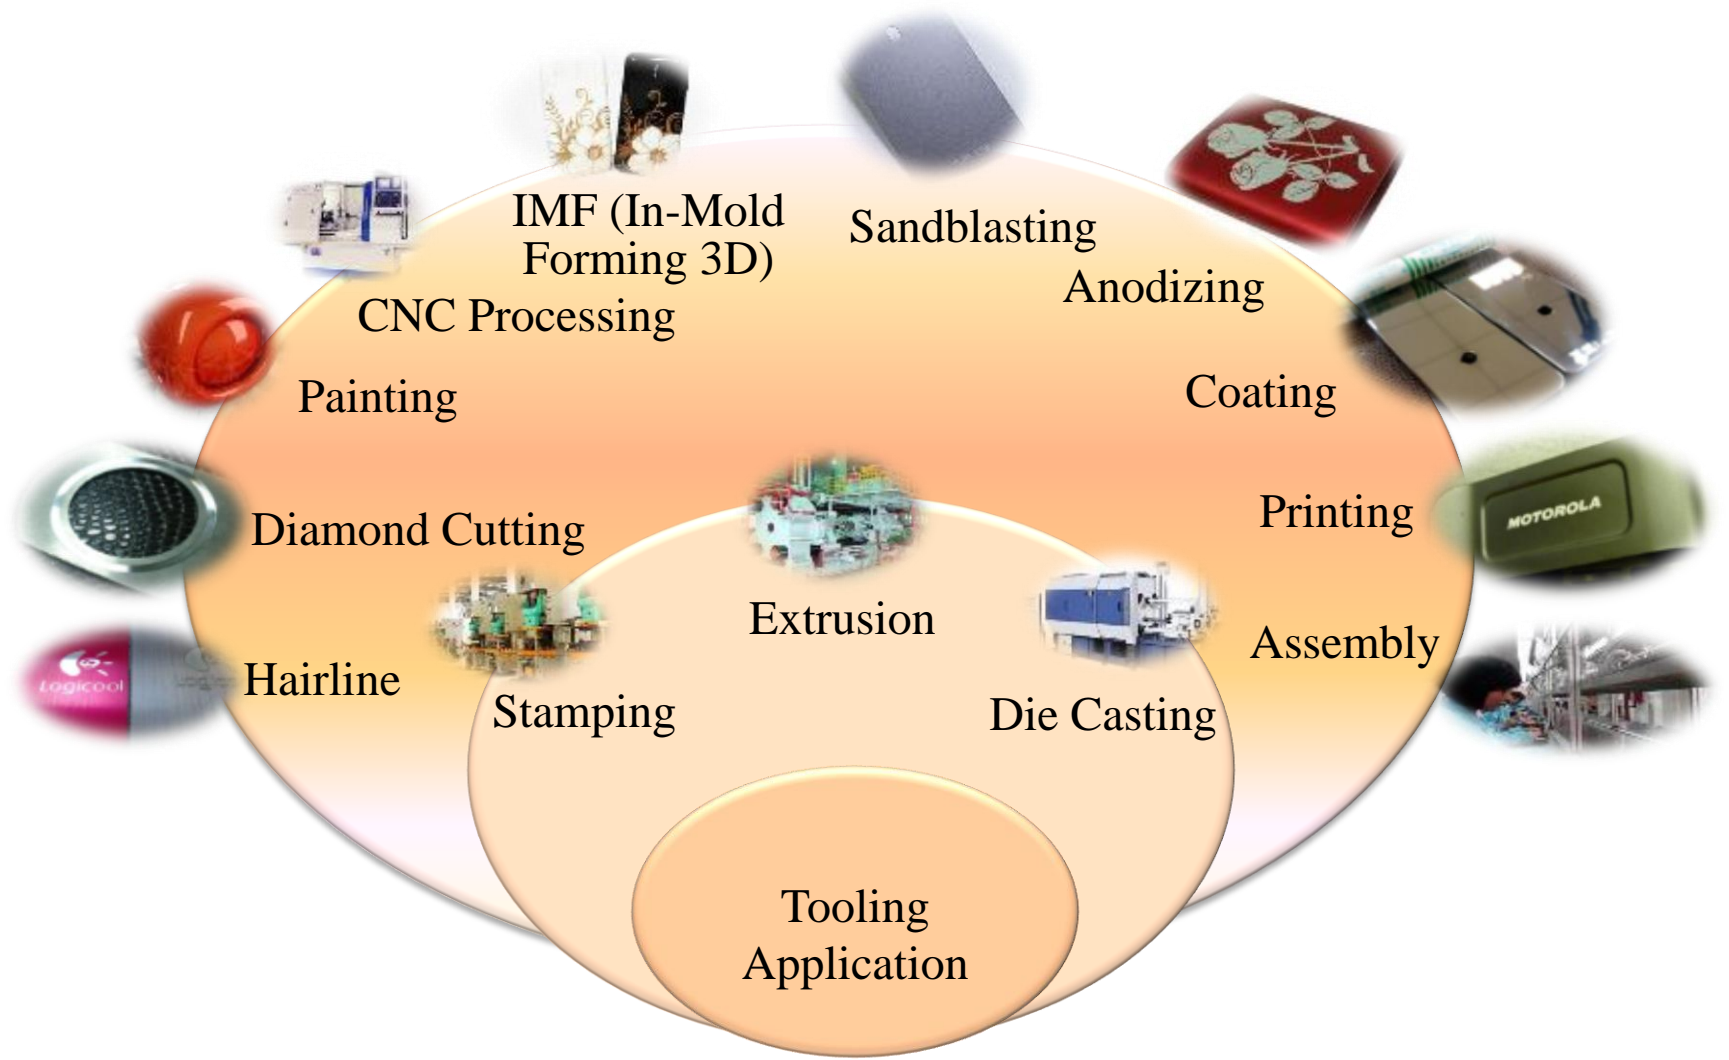 IMF (In-Mold
Forming 3D)
Sandblasting
Anodizing
CNC Processing
Painting
Coating
Diamond Cutting
Printing
MOTOROLA
Extrusion
Assembly
Hairline
Logicool
Stamping
Die Casting
Tooling
Application